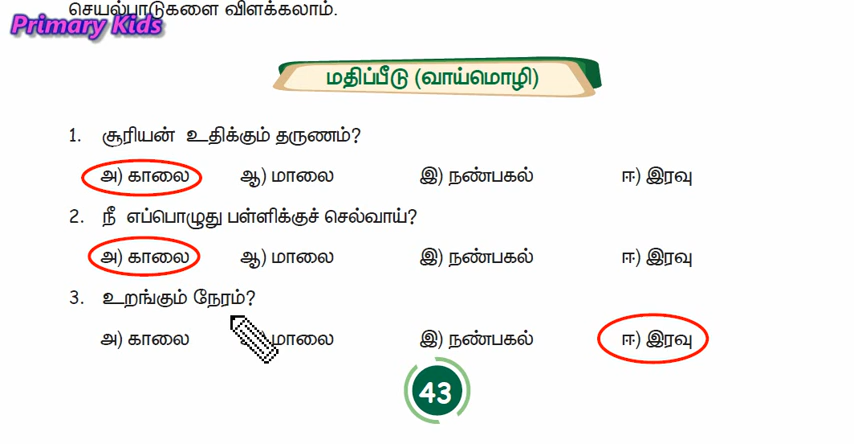 செயல்பாடுகளை விளக்கலாம்.
Primary Kids
மதிப்பீடு (வாய்மொழி)
1. சூரியன் உதிக்கும் தருணம்?
அ) காலை ஆ) மாலை இ) நண்பகல் ஈ) இரவு
2. நீ எப்பொழுது பள்ளிக்குச் செல்வாய்?
அ) காலை ஆ) மாலை இ) நண்பகல் ஈ) இரவு
3. உறங்கும் நேரம்?
அ) காலை மாலை இ) நண்பகல் ஈ) இரவு
43